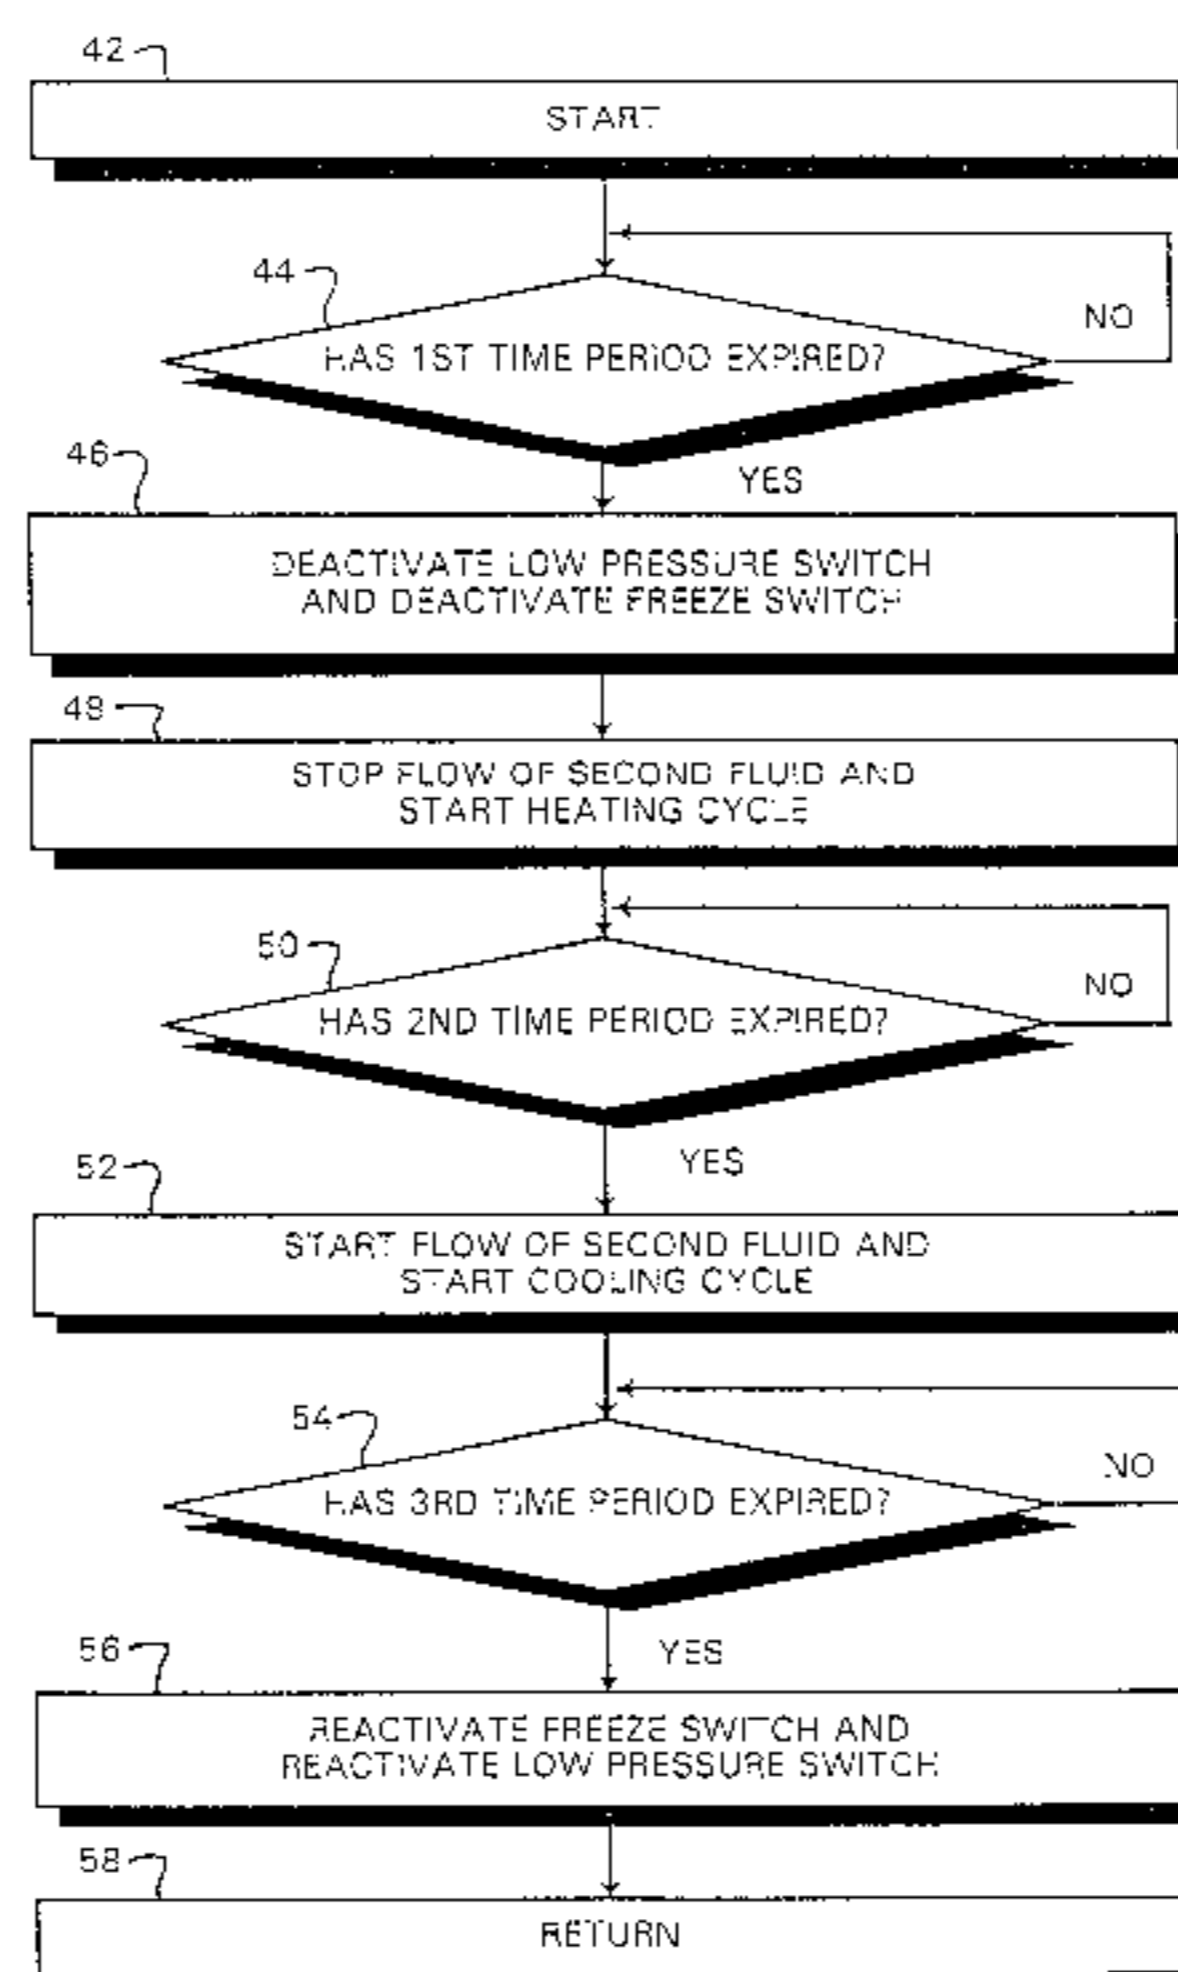 42
START
44
NO
HAS 1ST TIME PERIOD EXPIRED?
46
YES
DEACTIVATE LOW PRESSURE SWITCH
AND DEACTIVATE FREEZE SWITCH
48
STOP FLOW OF SECOND FLUID AND
START HEATING CYCLE
50
NO
HAS 2ND TIME PERIOD EXPIRED?
52
YES
START FLOW OF SECOND FLUID AND
START COOLING CYCLE
54
NO
HAS 3RD TIME PERIOD EXPIRED?
56
YES
REACTIVATE FREEZE SWITCH AND
REACTIVATE LOW PRESSURE SWITCH
58
RETURN